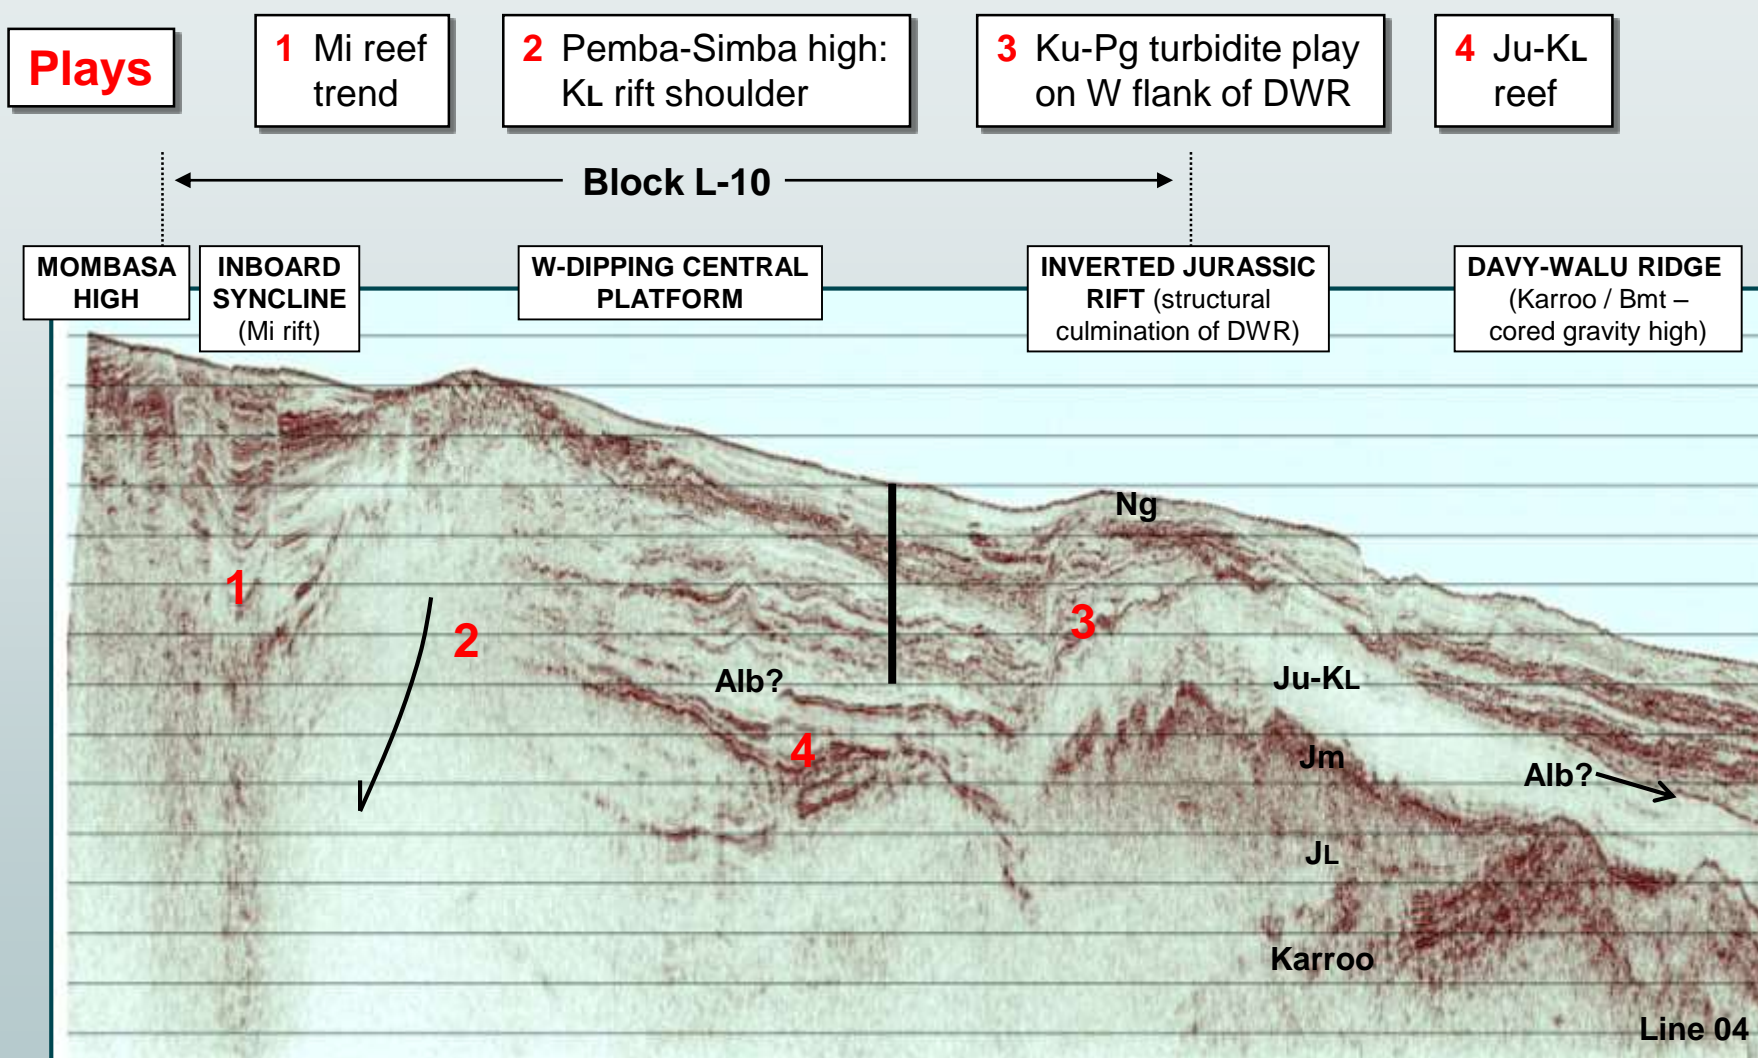 Plays
1 Mi reef
trend
2 Pemba-Simba high:
KL rift shoulder
3 Ku-Pg turbidite play
on W flank of DWR
4 Ju-KL
reef
Block L-10
MOMBASA
HIGH
INBOARD
SYNCLINE
(Mi rift)
W-DIPPING CENTRAL
PLATFORM
INVERTED JURASSIC
RIFT (structural
culmination of DWR)
DAVY-WALU RIDGE
(Karroo / Bmt –
cored gravity high)
Ng
1
2
3
Alb?
Ju-KL
4
Jm
Alb?
JL
Karroo
Line 04